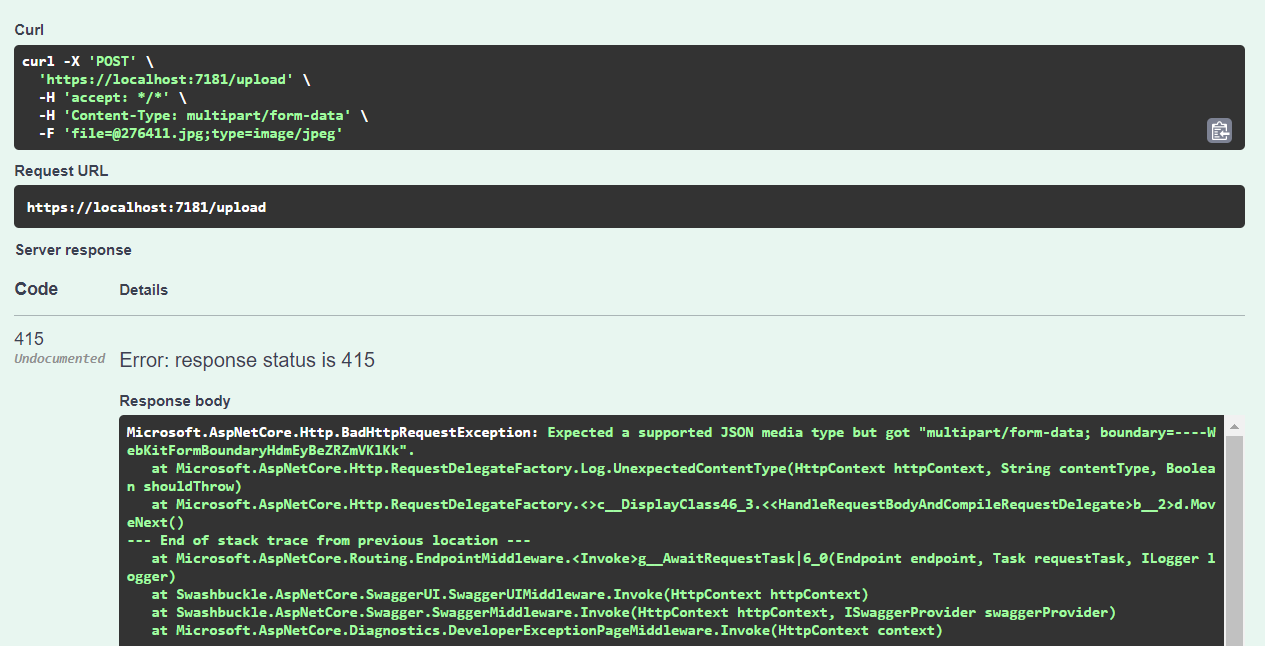 Curl
curl -X 'POST' \
  'https://localhost:7181/upload' \
  -H 'accept: */*' \
  -H 'Content-Type: multipart/form-data' \
  -F 'file=@276411.jpg;type=image/jpeg'
Request URL
https://localhost:7181/upload
Server response
Code Details
415
Undocumented
Error: response status is 415
Response body
Microsoft.AspNetCore.Http.BadHttpRequestException: Expected a supported JSON media type but got "multipart/form-data; boundary=----W
ebKitFormBoundaryHdmEyBeZRZmVKlKk".
   at Microsoft.AspNetCore.Http.RequestDelegateFactory.Log.UnexpectedContentType(HttpContext httpContext, String contentType, Boolea
n shouldThrow)
   at Microsoft.AspNetCore.Http.RequestDelegateFactory.<>c__DisplayClass46_3.<<HandleRequestBodyAndCompileRequestDelegate>b__2>d.Mov
eNext()
--- End of stack trace from previous location ---
   at Microsoft.AspNetCore.Routing.EndpointMiddleware.<Invoke>g__AwaitRequestTask|6_0(Endpoint endpoint, Task requestTask, ILogger l
ogger)
   at Swashbuckle.AspNetCore.SwaggerUI.SwaggerUIMiddleware.Invoke(HttpContext httpContext)
   at Swashbuckle.AspNetCore.Swagger.SwaggerMiddleware.Invoke(HttpContext httpContext, ISwaggerProvider swaggerProvider)
   at Microsoft.AspNetCore.Diagnostics.DeveloperExceptionPageMiddleware.Invoke(HttpContext context)